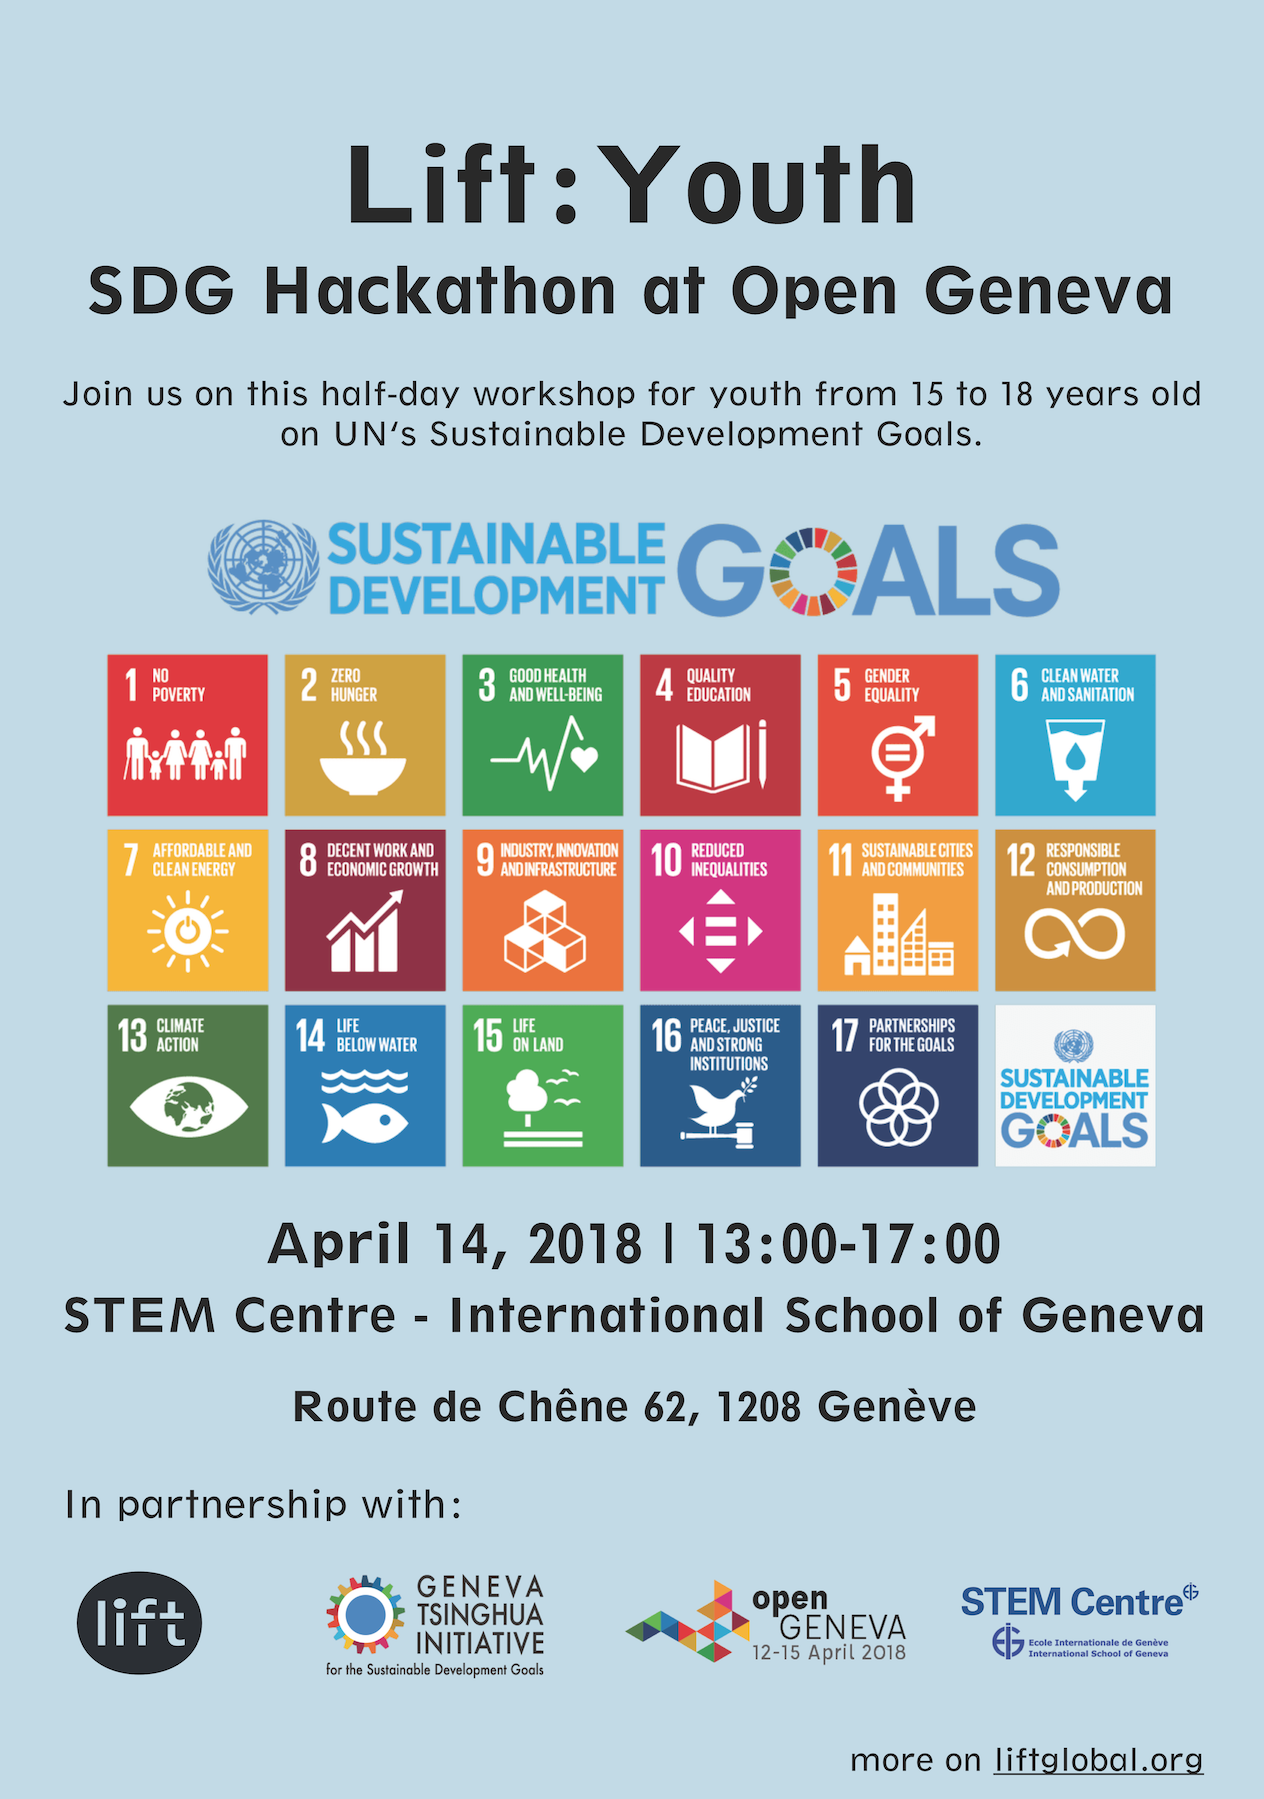 Lift: Youth
SDG Hackathon at Open Geneva
Join us on this half-day workshop for youth from 15 to 18 years old
on UN's Sustainable Development Goals.
SUSTAINABLE
DEVELOPMENT
GOALS
1 NO
POVERTY
2 ZERO
HUNGER
3 GOOD HEALTH
AND WELL-BEING
4 QUALITY
EDUCATION
5 GENDER
EQUALITY
6 CLEAN WATER
AND SANITATION
7 AFFORDABLE AND
CLEAN ENERGY
8 DECENT WORK AND
ECONOMIC GROWTH
9 INDUSTRY, INNOVATION
AND INFRASTRUCTURE
10 REDUCED
INEQUALITIES
11 SUSTAINABLE CITIES
AND COMMUNITIES
12 RESPONSIBLE
CONSUMPTION
AND PRODUCTION
13 CLIMATE
ACTION
14 LIFE
BELOW WATER
15 LIFE
ON LAND
16 PEACE, JUSTICE
AND STRONG
INSTITUTIONS
17 PARTNERSHIPS
FOR THE GOALS
SUSTAINABLE
DEVELOPMENT
GOALS
April 14, 2018 | 13:00-17:00
STEM Centre - International School of Geneva
Route de Chêne 62, 1208 Genève
In partnership with:
lift
GENEVA
TSINGHUA
INITIATIVE
for the Sustainable Development Goals
open
GENEVA
12-15 April 2018
STEM Centre
Ecole Internationale de Genève
International School of Geneva
more on liftglobal.org